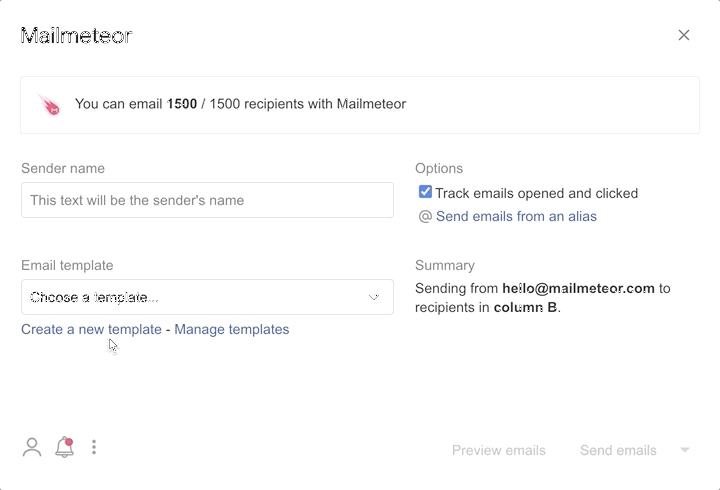 Mailmeteor
You can email 1500 / 1500 recipients with Mailmeteor
Sender name
This text will be the sender's name
Options
Track emails opened and clicked
Send emails from an alias
Email template
Choose a template...
Create a new template - Manage templates
Summary
Sending from hello@mailmeteor.com to
recipients in column B.
Preview emails
Send emails